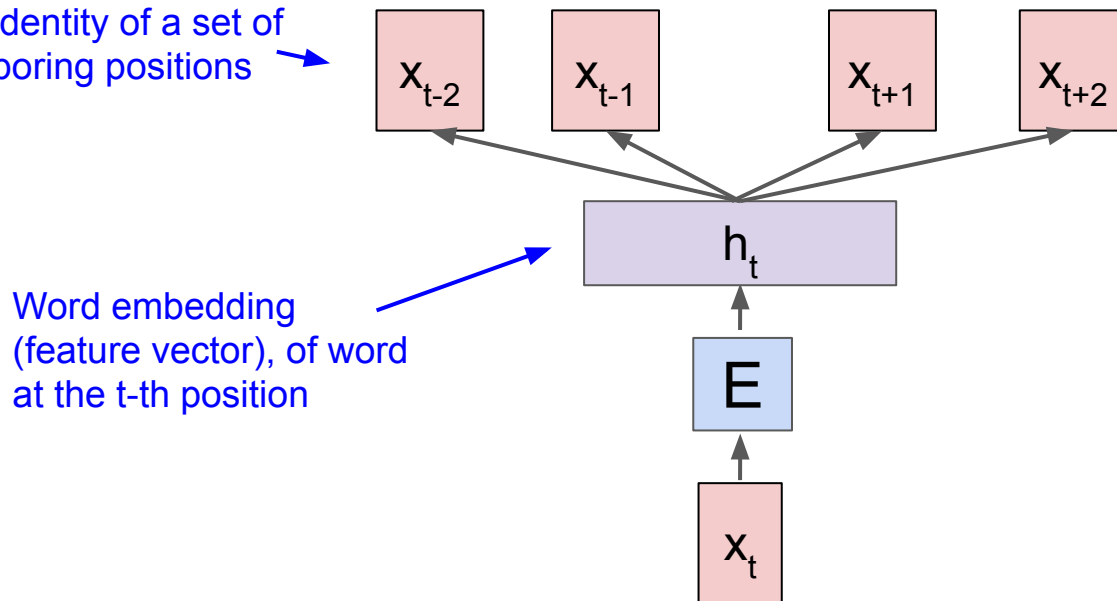 dentity of a set of
boring positions
x_{t-2} x_{t-1} x_{t+1} x_{t+2}
h_t
Word embedding
(feature vector), of word
at the t-th position
E
x_t